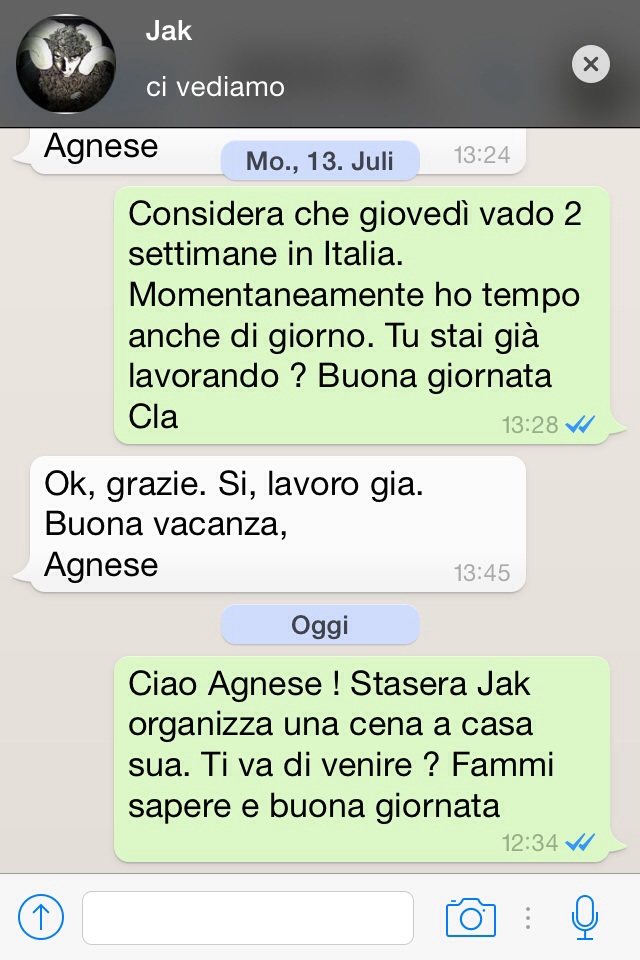 Jak
ci vediamo
Agnese
13:24
Mo., 13. Juli
Considera che giovedì vado 2
settimane in Italia.
Momentaneamente ho tempo
anche di giorno. Tu stai già
lavorando ? Buona giornata
Cla
13:28
Ok, grazie. Si, lavoro gia.
Buona vacanza,
Agnese
13:45
Oggi
Ciao Agnese ! Stasera Jak
organizza una cena a casa
sua. Ti va di venire ? Fammi
sapere e buona giornata
12:34